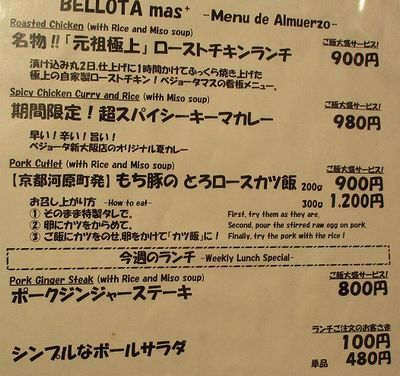 BELLOTA mas+ -Menu de Almuerzo-
Roasted Chicken (with Rice and Miso soup)
名物!!「元祖極上」ローストチキンランチ
ご飯大盛サービス!
900円
漬け込み丸2日、仕上げに1時間かけてふっくら焼き上げた
極上の自家製ローストチキン!ベジョータマスの看板メニュー。
Spicy Chicken Curry and Rice (with Miso soup)
期間限定!超スパイシーキーマカレー
ご飯大盛サービス!
980円
早い!辛い!旨い!
ベジョータ新大阪店のオリジナル夏カレー
Pork Cutlet (with Rice and Miso soup)
【京都河原町発】もち豚の とろロースカツ飯
ご飯大盛サービス!
200g 900円
300g 1.200円
お召し上がり方 -How to eat-
① そのまま特製ダレで。 First, try them as they are.
② 卵にカツをからめて。 Second, pour the stirred raw egg on pork.
③ ご飯にカツをのせ、卵をかけて「カツ飯」に! Finally, try the pork with the rice!
今週のランチ -Weekly Lunch Special-
Pork Ginger Steak (with Rice and Miso soup)
ポークジンジャーステーキ
ご飯大盛サービス!
800円
シンプルなボールサラダ
ランチご注文のお客さま
100円
単品 480円